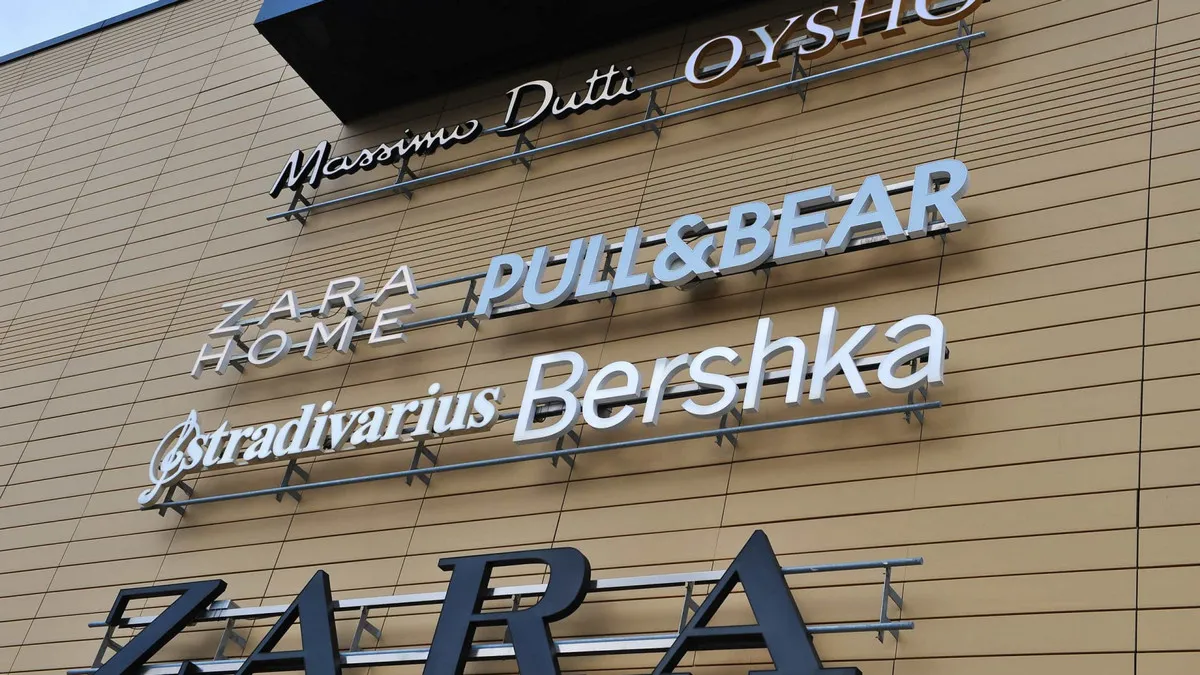 Massimo Dutti OYSHO
ZARA HOME PULL&BEAR
stradivarius Bershka
ZARA